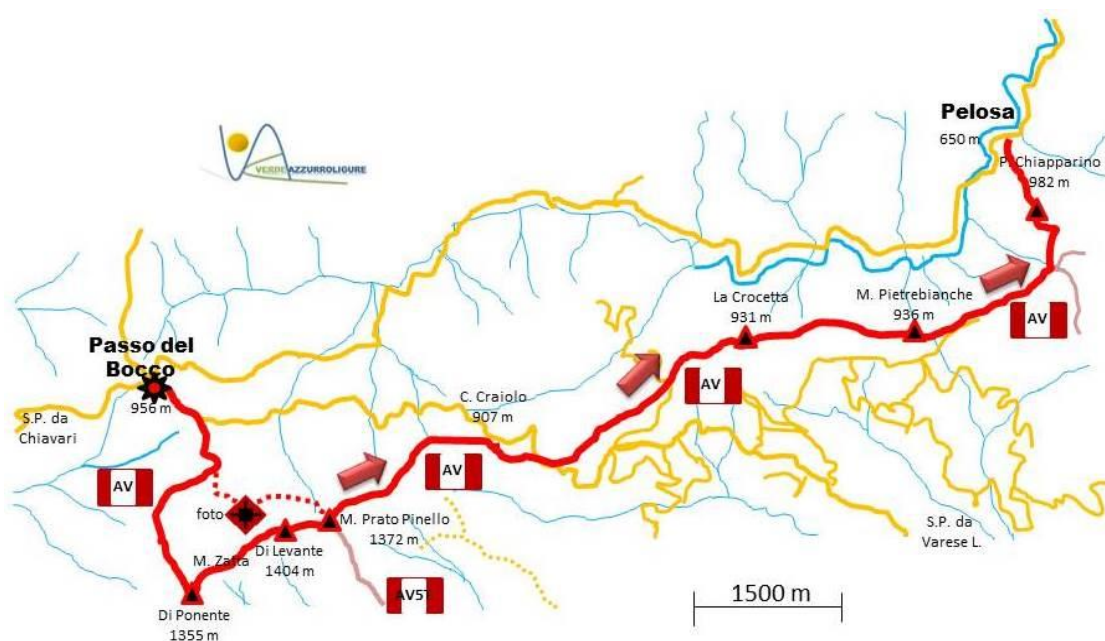 VERDEAZZURROLIGURE
Pelosa
650 m
P. Chiapparino
982 m
AV
La Crocetta
931 m
M. Pietrebianche
936 m
Passo del
Bocco
956 m
S.P. da
Chiavari
C. Craiolo
907 m
AV
AV
AV
foto
M. Prato Pinello
1372 m
M. Zatta
Di Levante
1404 m
AV5T
Di Ponente
1355 m
S.P. da
Varese L.
1500 m